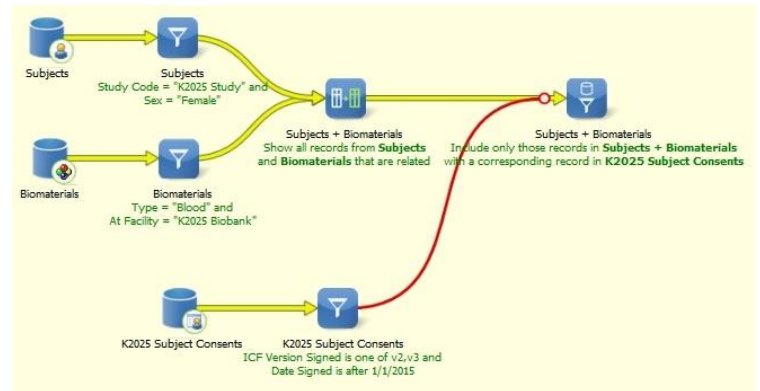 Subjects
Subjects
Study Code = "K2025 Study" and
Sex = "Female"
Subjects + Biomaterials
Show all records from Subjects
and Biomaterials that are related
Subjects + Biomaterials
Include only those records in Subjects + Biomaterials
with a corresponding record in K2025 Subject Consents
Biomaterials
Biomaterials
Type = "Blood" and
At Facility = "K2025 Biobank"
K2025 Subject Consents
K2025 Subject Consents
ICF Version Signed is one of v2,v3 and
Date Signed is after 1/1/2015